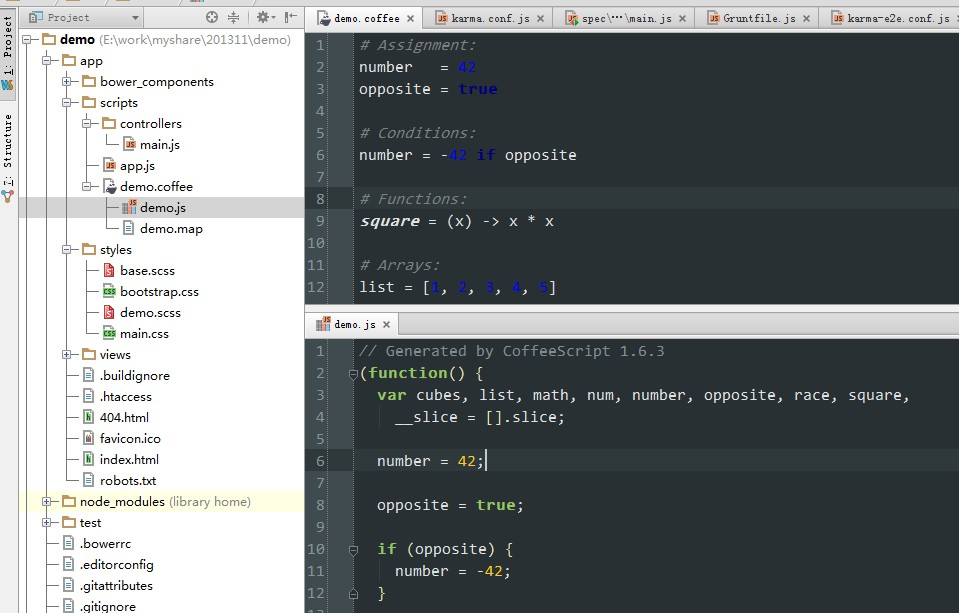 Project
demo.coffee
karma.conf.js
spec\⋯\main.js
Gruntfile.js
karma-e2e.conf.js
1: Project
7: Structure
demo (E:\work\myshare\201311\demo)
app
bower_components
scripts
controllers
main.js
app.js
demo.coffee
demo.js
demo.map
styles
base.scss
bootstrap.css
demo.scss
main.css
views
.buildignore
.htaccess
404.html
favicon.ico
index.html
robots.txt
node_modules (library home)
test
.bowerrc
.editorconfig
.gitattributes
.gitignore
1 # Assignment:
2 number   = 42
3 opposite = true
4
5 # Conditions:
6 number = -42 if opposite
7
8 # Functions:
9 square = (x) -> x * x
10
11 # Arrays:
12 list = [1, 2, 3, 4, 5]
demo.js
1 // Generated by CoffeeScript 1.6.3
2 (function() {
3   var cubes, list, math, num, number, opposite, race, square,
4     __slice = [].slice;
5
6   number = 42;
7
8   opposite = true;
9
10   if (opposite) {
11     number = -42;
12   }